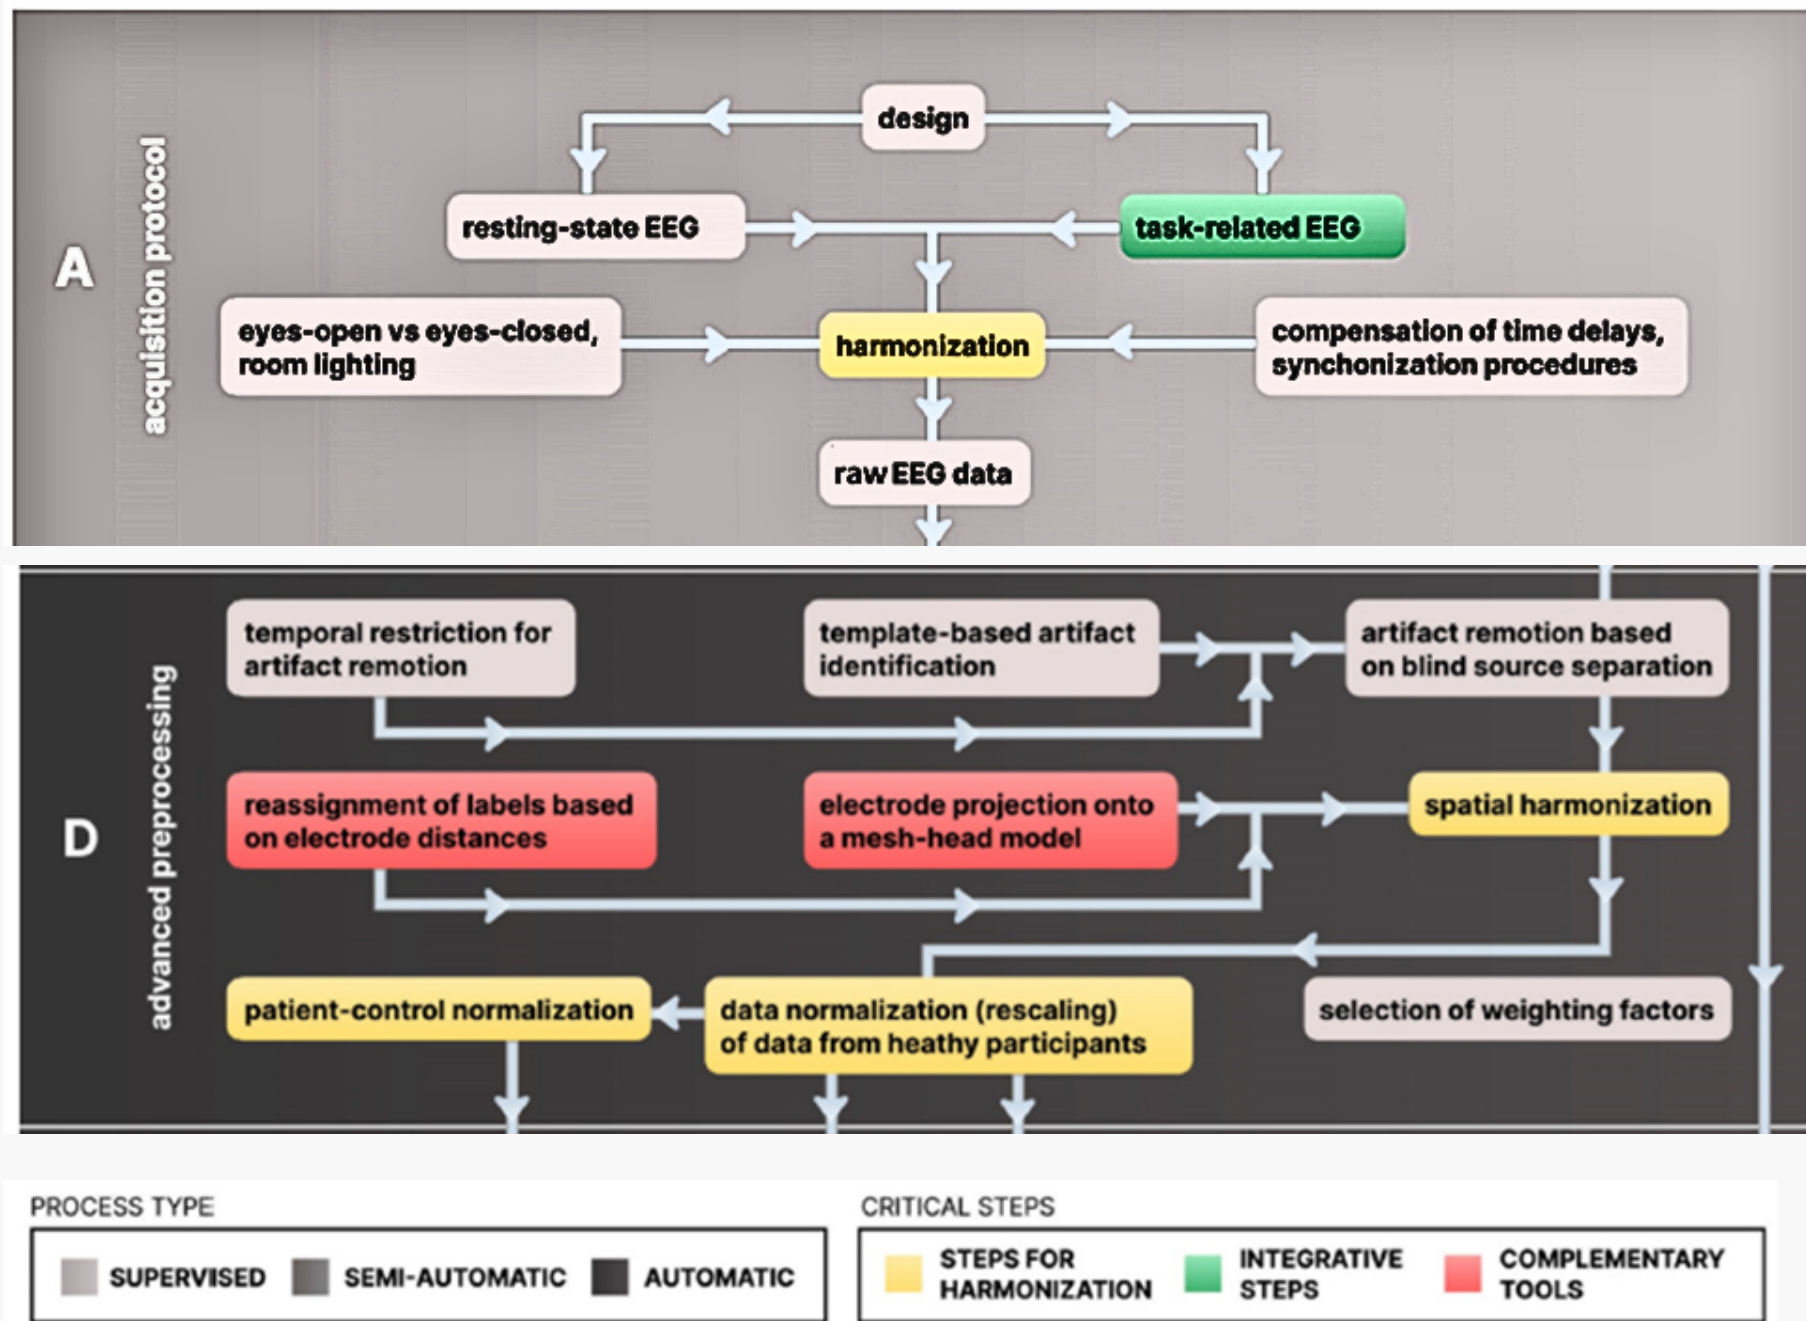 design
resting-state EEG
task-related EEG
A
acquisition protocol
eyes-open vs eyes-closed,
room lighting
harmonization
compensation of time delays,
synchonization procedures
raw EEG data
temporal restriction for
artifact remotion
template-based artifact
identification
artifact remotion based
on blind source separation
D
advanced preprocessing
reassignment of labels based
on electrode distances
electrode projection onto
a mesh-head model
spatial harmonization
patient-control normalization
data normalization (rescaling)
of data from heathy participants
selection of weighting factors
PROCESS TYPE
SUPERVISED
SEMI-AUTOMATIC
AUTOMATIC
CRITICAL STEPS
STEPS FOR
HARMONIZATION
INTEGRATIVE
STEPS
COMPLEMENTARY
TOOLS